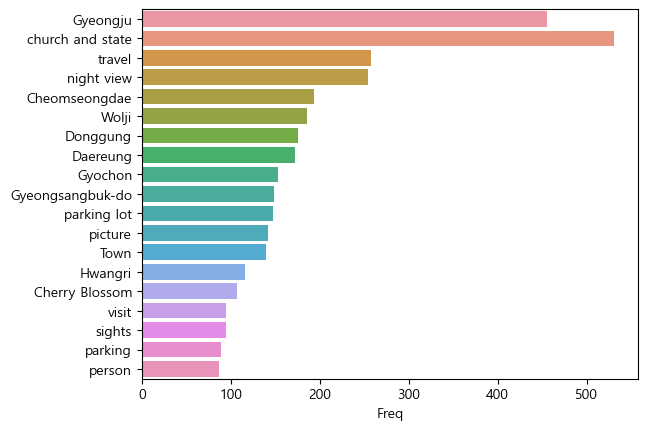 Gyeongju
church and state
travel
night view
Cheomseongdae
Wolji
Donggung
Daereung
Gyochon
Gyeongsangbuk-do
parking lot
picture
Town
Hwangri
Cherry Blossom
visit
sights
parking
person
0 100 200 300 400 500
Freq